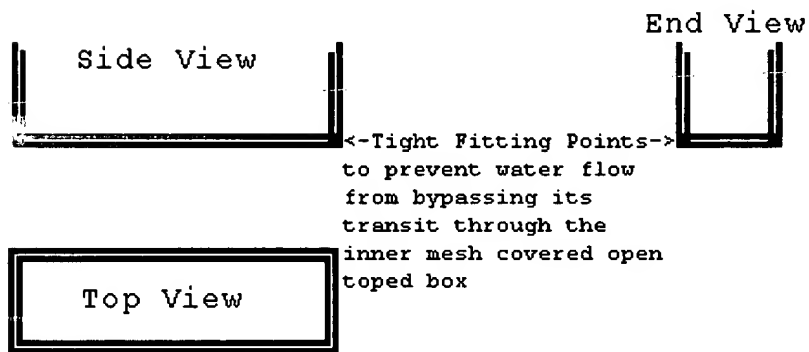 End View
Side View
<-Tight Fitting Points->
to prevent water flow
from bypassing its
transit through the
inner mesh covered open
toped box
Top View